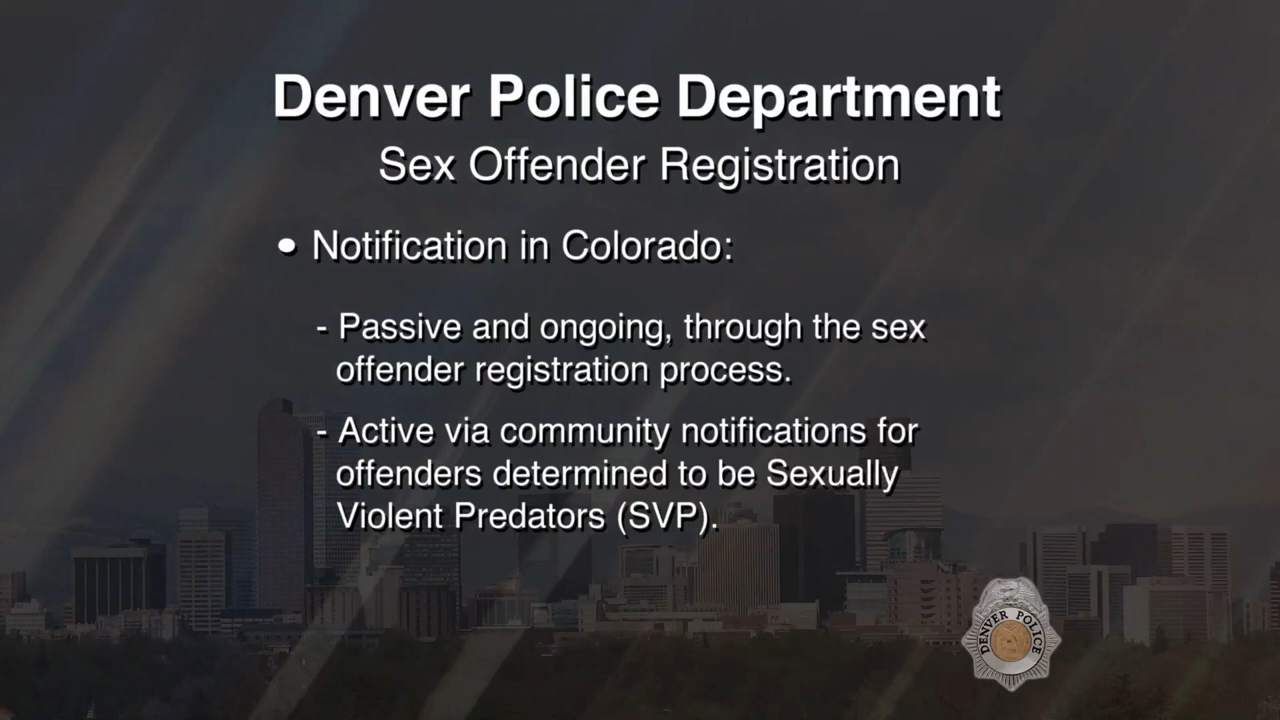 Denver Police Department
Sex Offender Registration
• Notification in Colorado:
- Passive and ongoing, through the sex
offender registration process.
- Active via community notifications for
offenders determined to be Sexually
Violent Predators (SVP).
DENVER POLICE